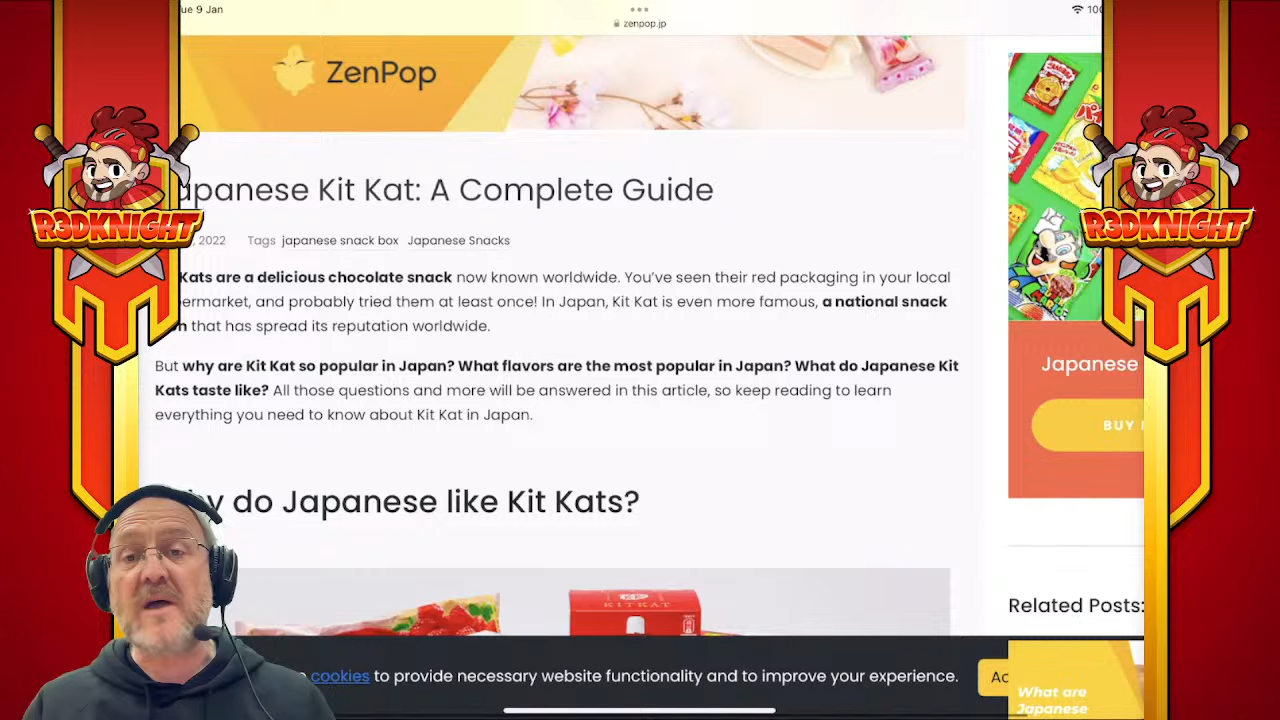 ue 9 Jan
zenpop.jp
ZenPop
apanese Kit Kat: A Complete Guide
, 2022 Tags japanese snack box Japanese Snacks
Kats are a delicious chocolate snack now known worldwide. You’ve seen their red packaging in your local
ermarket, and probably tried them at least once! In Japan, Kit Kat is even more famous, a national snack
n that has spread its reputation worldwide.
But why are Kit Kat so popular in Japan? What flavors are the most popular in Japan? What do Japanese Kit
Kats taste like? All those questions and more will be answered in this article, so keep reading to learn
everything you need to know about Kit Kat in Japan.
y do Japanese like Kit Kats?
KITKAT
cookies to provide necessary website functionality and to improve your experience.
Ac
Japanese
BUY
Related Posts:
What are
Japanese
R3DKNIGHT
R3DKNIGHT